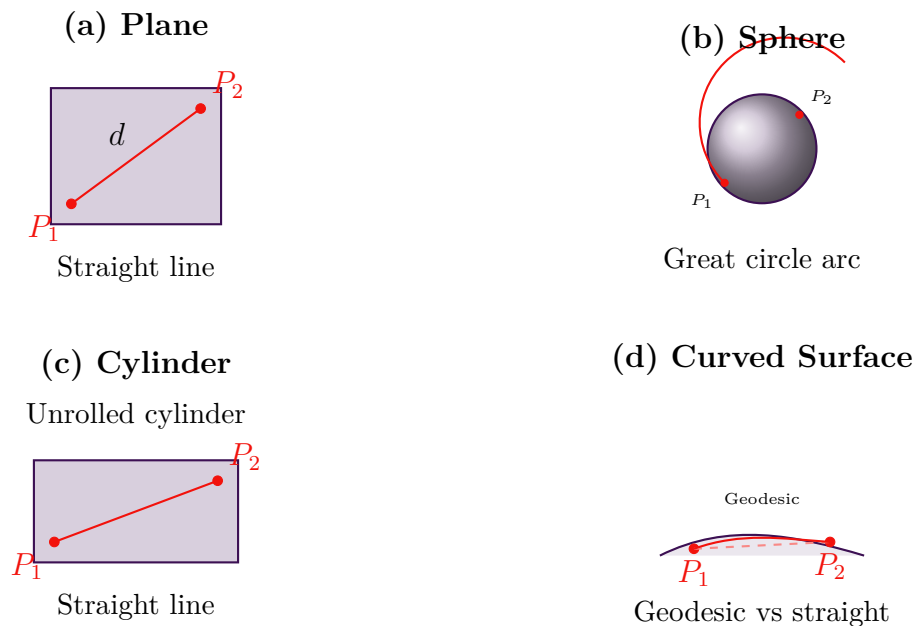 (a) Plane
P₂
d
P₁
Straight line
(b) Sphere
P₂
P₁
Great circle arc
(c) Cylinder
Unrolled cylinder
P₂
P₁
Straight line
(d) Curved Surface
Geodesic
P₁ P₂
Geodesic vs straight